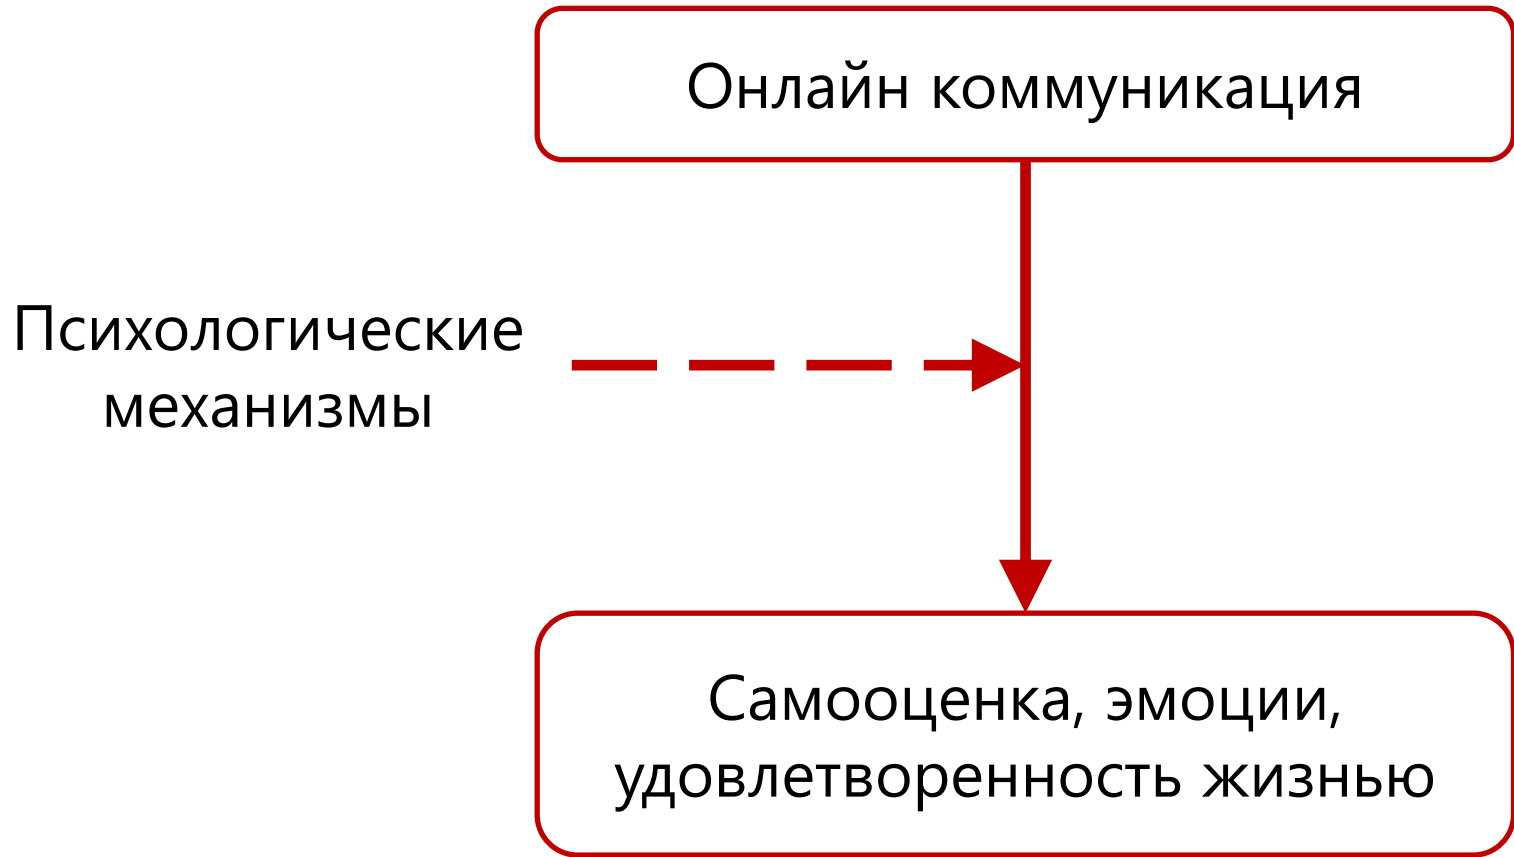 Онлайн коммуникация
Психологические
механизмы
Самооценка, эмоции,
удовлетворенность жизнью